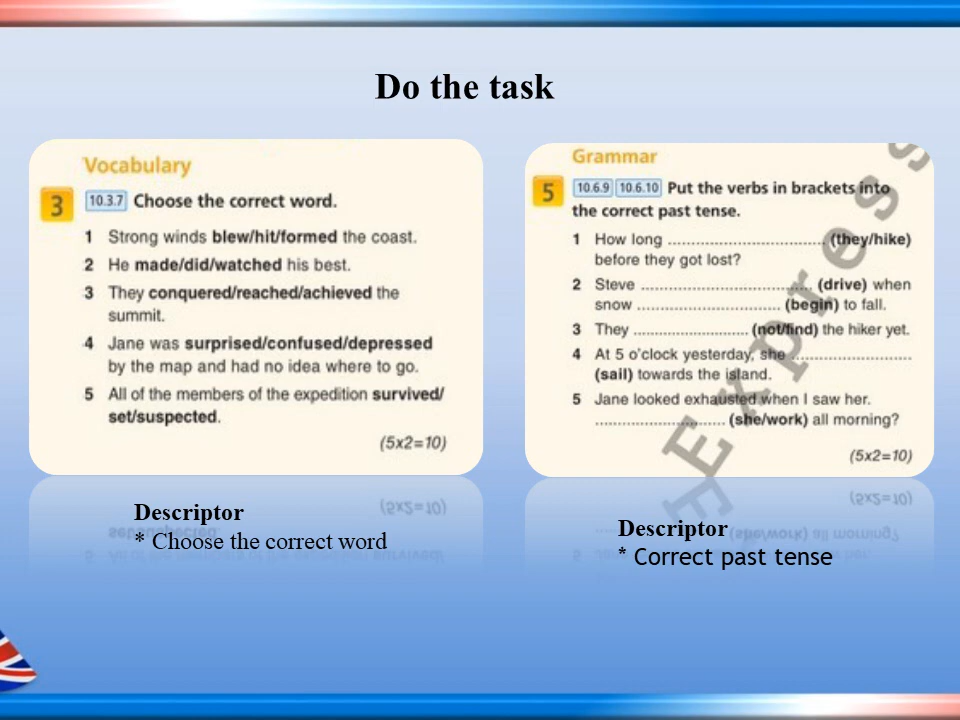 Do the task
Vocabulary
3 10.3.7 Choose the correct word.
1 Strong winds blew/hit/formed the coast.
2 He made/did/watched his best.
3 They conquered/reached/achieved the
summit.
4 Jane was surprised/confused/depressed
by the map and had no idea where to go.
5 All of the members of the expedition survived/
set/suspected.
(5x2=10)
Descriptor
* Choose the correct word
Grammar
5 10.6.9 10.6.10 Put the verbs in brackets into
the correct past tense.
1 How long .................................. (they/hike)
before they got lost?
2 Steve .................................... (drive) when
snow .............................. (begin) to fall.
3 They ......................... (not/find) the hiker yet.
4 At 5 o'clock yesterday, she ..........................
(sail) towards the island.
5 Jane looked exhausted when I saw her.
............................ (she/work) all morning?
(5x2=10)
Express
Descriptor
* Correct past tense